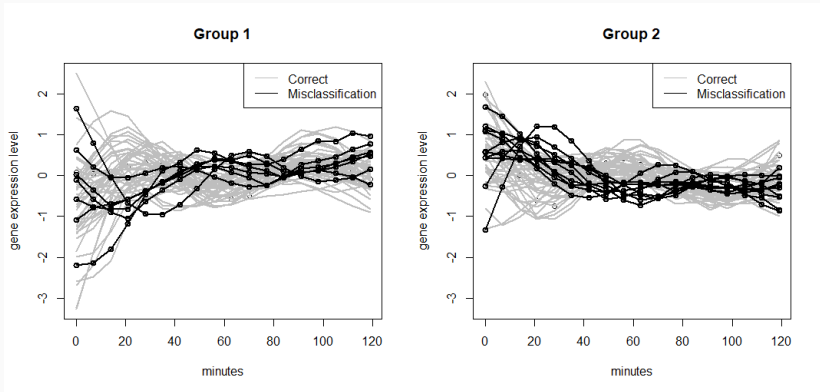 Group 1
Correct
Misclassification
gene expression level
2
1
0
-1
-2
-3
0
20
40
60
80
100
120
minutes
Group 2
Correct
Misclassification
gene expression level
2
1
0
-1
-2
-3
0
20
40
60
80
100
120
minutes